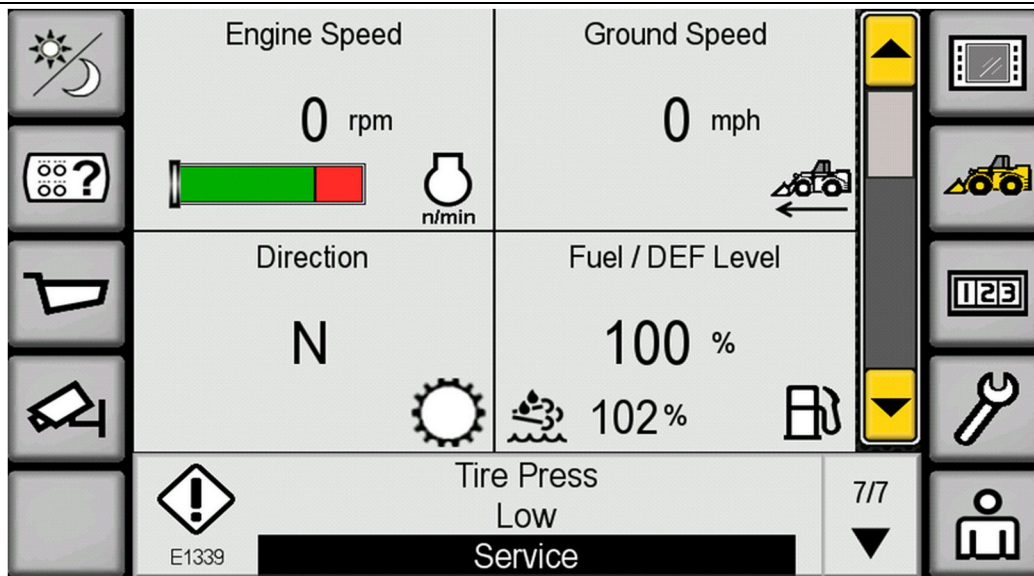 Engine Speed
0 rpm
n/min
Ground Speed
0 mph
Direction
N
Fuel / DEF Level
100 %
102 %
Tire Press
Low
Service
E1339
7/7
?
123